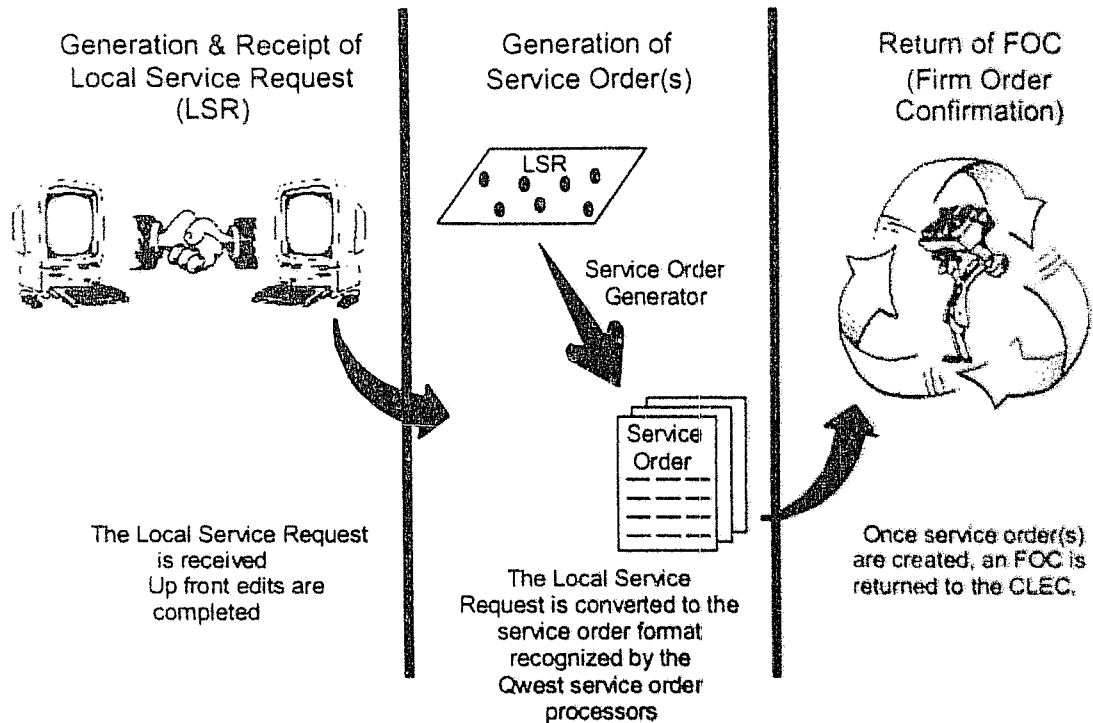 Generation & Receipt of
Local Service Request
(LSR)
Generation of
Service Order(s)
LSR
Service Order
Generator
Service
Order
Return of FOC
(Firm Order
Confirmation)
The Local Service Request
is received
Up front edits are
completed
The Local Service
Request is converted to the
service order format
recognized by the
Qwest service order
processors
Once service order(s)
are created, an FOC is
returned to the CLEC.